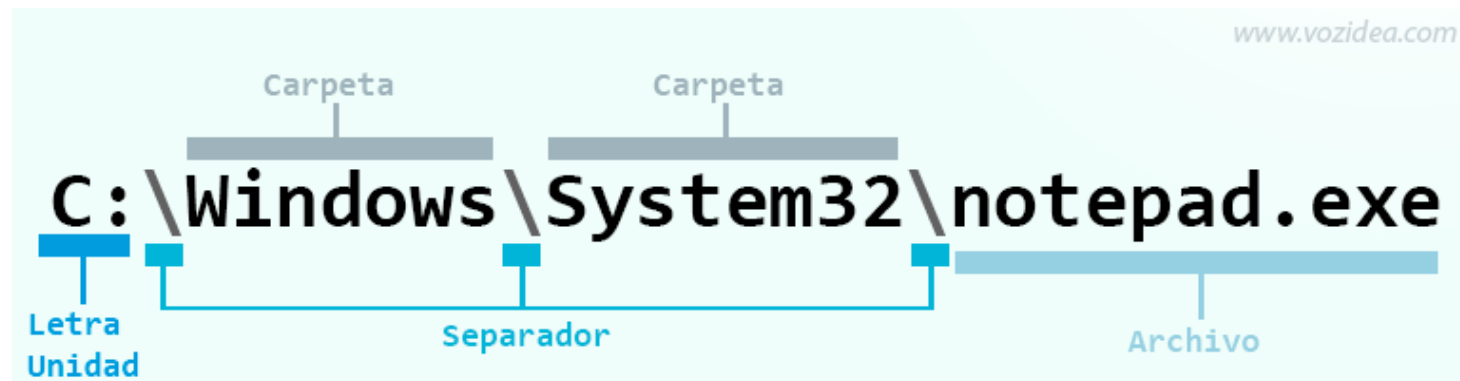 www.vozidea.com
Carpeta Carpeta
C:\Windows\System32\notepad.exe
Letra
Unidad
Separador
Archivo